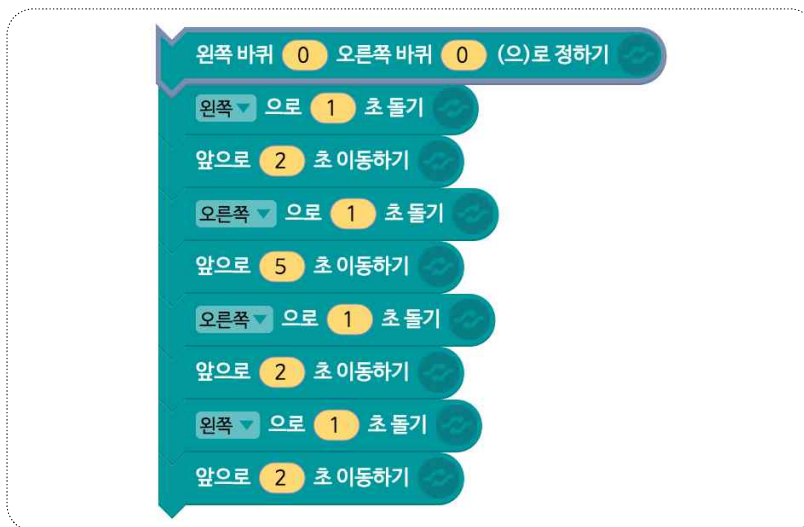 왼쪽 바퀴 0 오른쪽 바퀴 0 (으)로 정하기
왼쪽 으로 1 초 돌기
앞으로 2 초 이동하기
오른쪽 으로 1 초 돌기
앞으로 5 초 이동하기
오른쪽 으로 1 초 돌기
앞으로 2 초 이동하기
왼쪽 으로 1 초 돌기
앞으로 2 초 이동하기